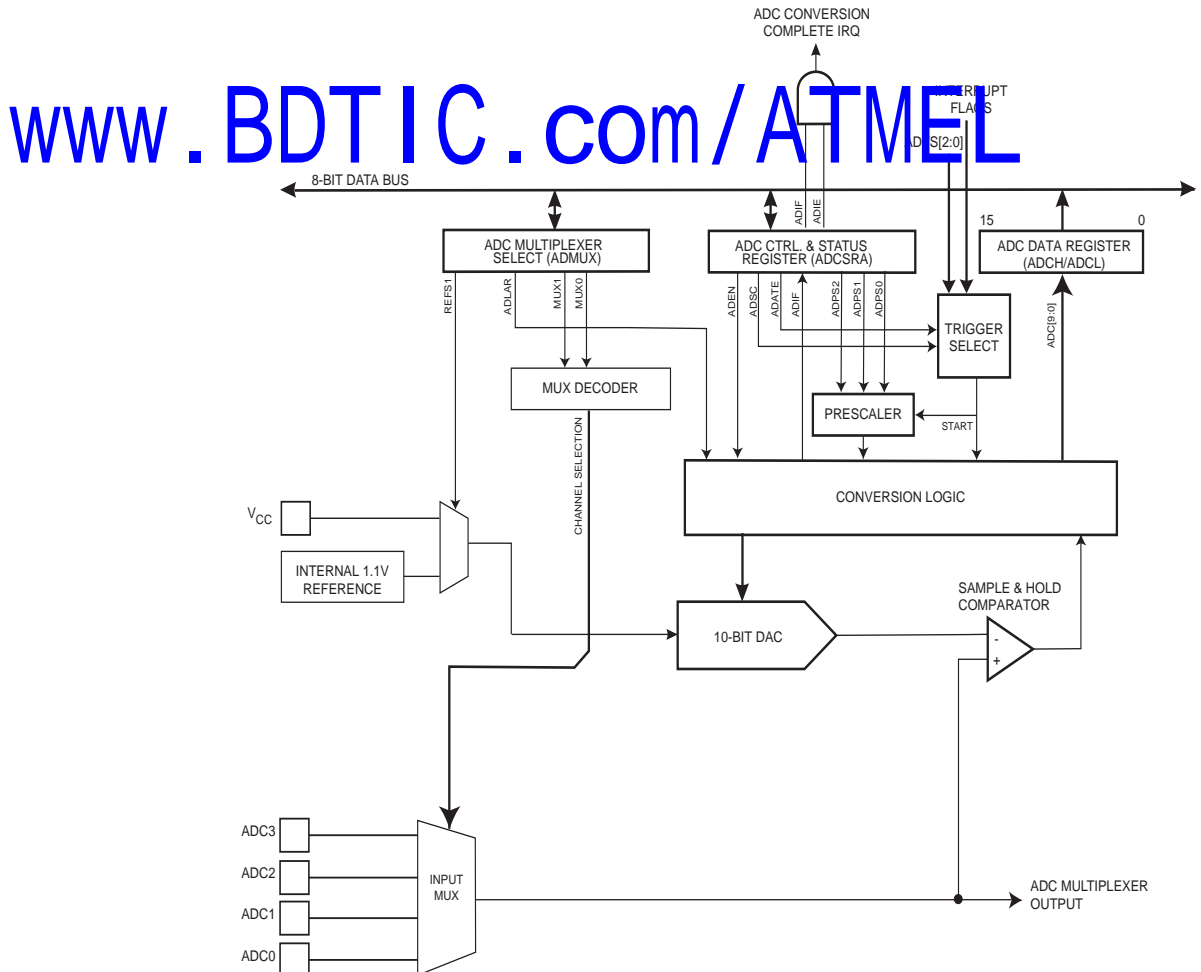 ADC CONVERSION
COMPLETE IRQ
www.BDTIC.com/ATMEL
INTERRUPT
FLAGS
8-BIT DATA BUS
ADIF
ADIE
15
0
ADC MULTIPLEXER
SELECT (ADMUX)
ADC CTRL. & STATUS
REGISTER (ADCSRA)
ADC DATA REGISTER
(ADCH/ADCL)
REFS1
ADLAR
MUX1
MUX0
ADEN
ADSC
ADATE
ADIF
ADPS2
ADPS1
ADPS0
TRIGGER
SELECT
ADC[9:0]
MUX DECODER
PRESCALER
START
CHANNEL SELECTION
CONVERSION LOGIC
VCC
INTERNAL 1.1V
REFERENCE
SAMPLE & HOLD
COMPARATOR
10-BIT DAC
-
+
ADC3
ADC2
INPUT
MUX
ADC MULTIPLEXER
OUTPUT
ADC1
ADC0